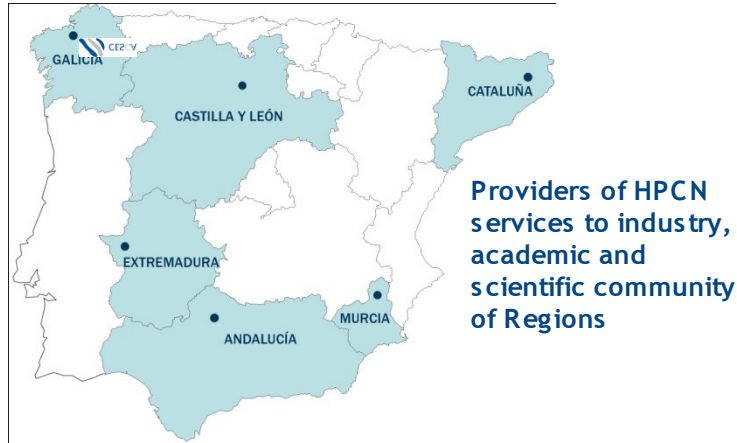 CESGA
GALICIA
CATALUÑA
CASTILLA Y LEÓN
Providers of HPCN
services to industry,
academic and
scientific community
of Regions
EXTREMADURA
MURCIA
ANDALUCÍA